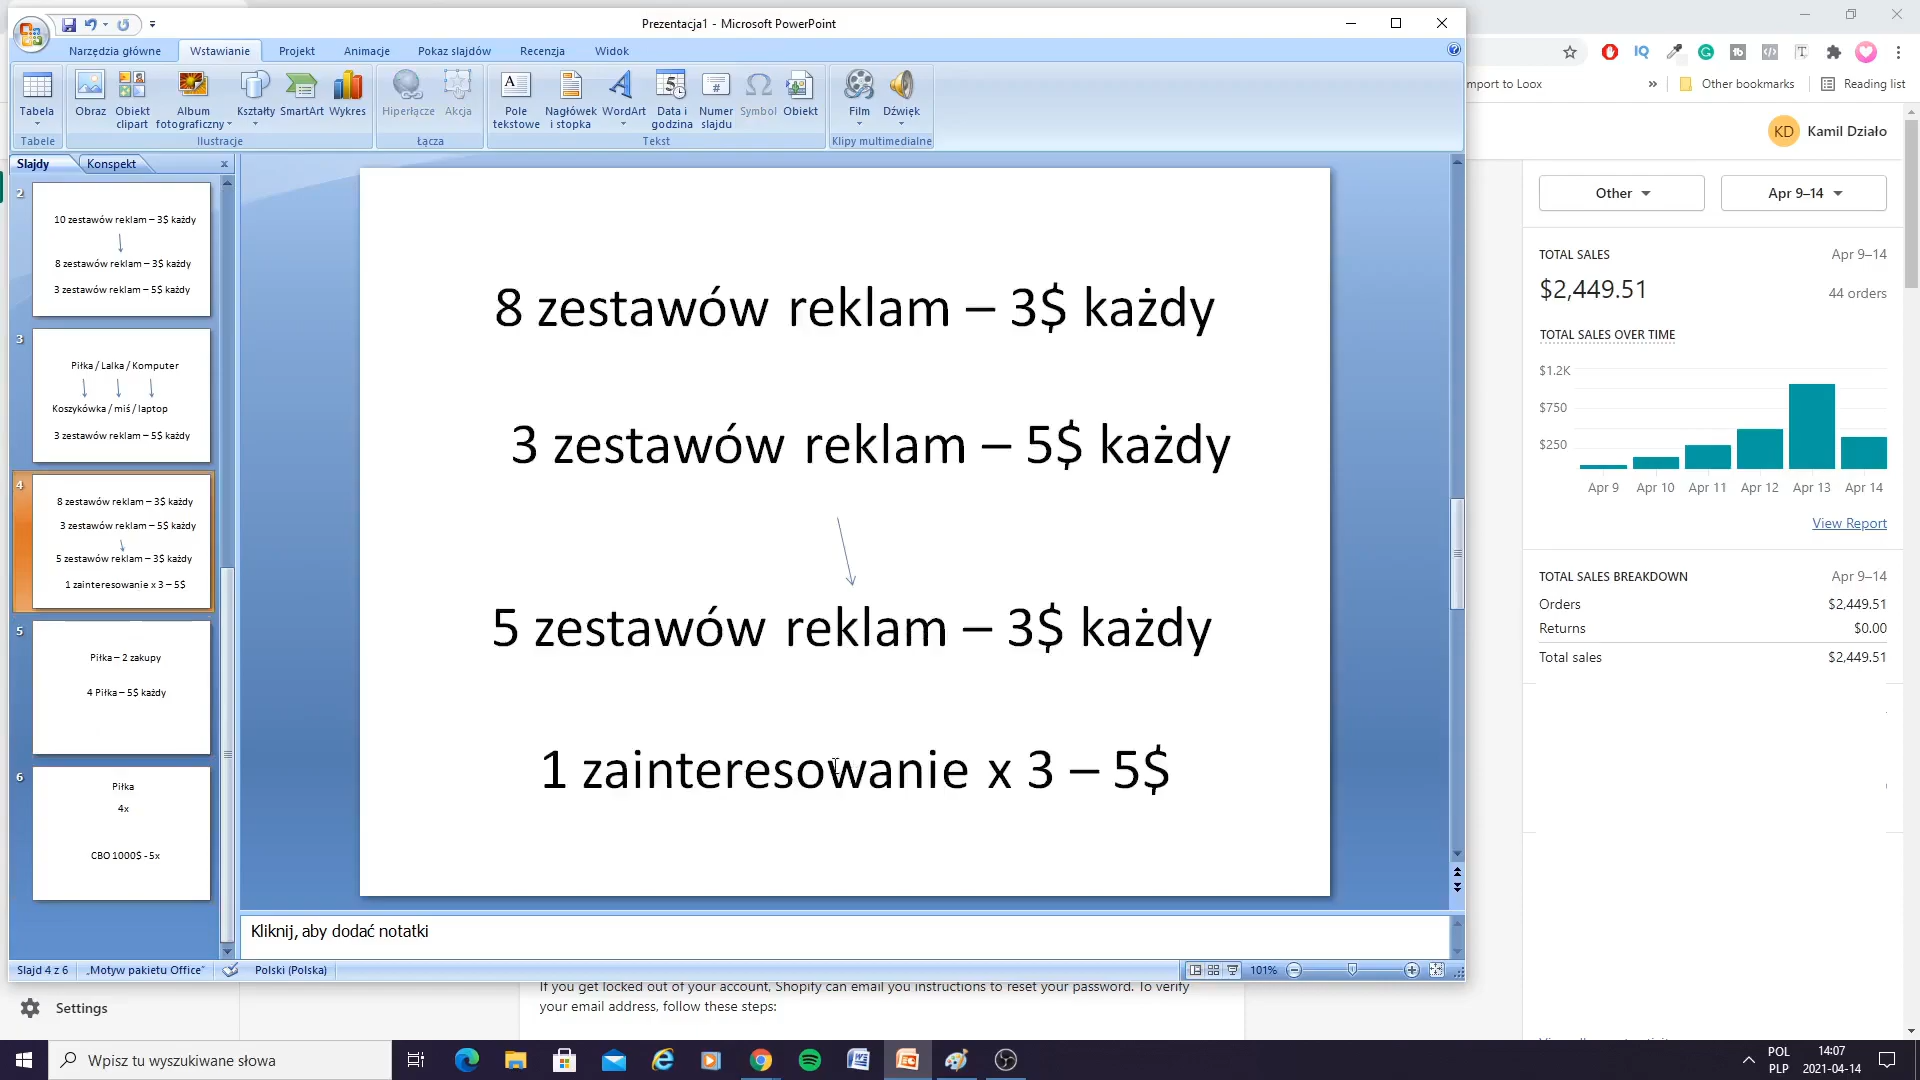 Prezentacja1 - Microsoft PowerPoint
Narzędzia główne
Wstawianie
Projekt
Animacje
Pokaz slajdów
Recenzja
Widok
Tabela
Obraz
Obiekt clipart
Album fotograficzny
Kształty
SmartArt
Wykres
Hiperłącze
Akcja
Pole tekstowe
Nagłówek i stopka
WordArt
Data i godzina
Numer slajdu
Symbol
Obiekt
Film
Dźwięk
Tabele
Ilustracje
Łącza
Tekst
Klipy multimedialne
Slajdy
Konspekt
2
10 zestawów reklam – 3$ każdy
8 zestawów reklam – 3$ każdy
3 zestawów reklam – 5$ każdy
3
Piłka / Lalka / Komputer
Koszykówka / miś / laptop
3 zestawów reklam – 5$ każdy
4
8 zestawów reklam – 3$ każdy
3 zestawów reklam – 5$ każdy
5 zestawów reklam – 3$ każdy
1 zainteresowanie x 3 – 5$
5
Piłka – 2 zakupy
4 Piłka – 5$ każdy
6
Piłka
4x
CBO 1000$ - 5x
8 zestawów reklam – 3$ każdy
3 zestawów reklam – 5$ każdy
5 zestawów reklam – 3$ każdy
1 zainteresowanie x 3 – 5$
Kliknij, aby dodać notatki
Slajd 4 z 6
„Motyw pakietu Office”
Polski (Polska)
101%
mport to Loox
»
Other bookmarks
Reading list
KD
Kamil Działo
Other
Apr 9–14
TOTAL SALES
Apr 9–14
$2,449.51
44 orders
TOTAL SALES OVER TIME
$1.2K
$750
$250
Apr 9
Apr 10
Apr 11
Apr 12
Apr 13
Apr 14
View Report
TOTAL SALES BREAKDOWN
Apr 9–14
Orders
$2,449.51
Returns
$0.00
Total sales
$2,449.51
Settings
If you get locked out of your account, Shopify can email you instructions to reset your password. To verify
your email address, follow these steps:
Wpisz tu wyszukiwane słowa
POL
PLP
14:07
2021-04-14